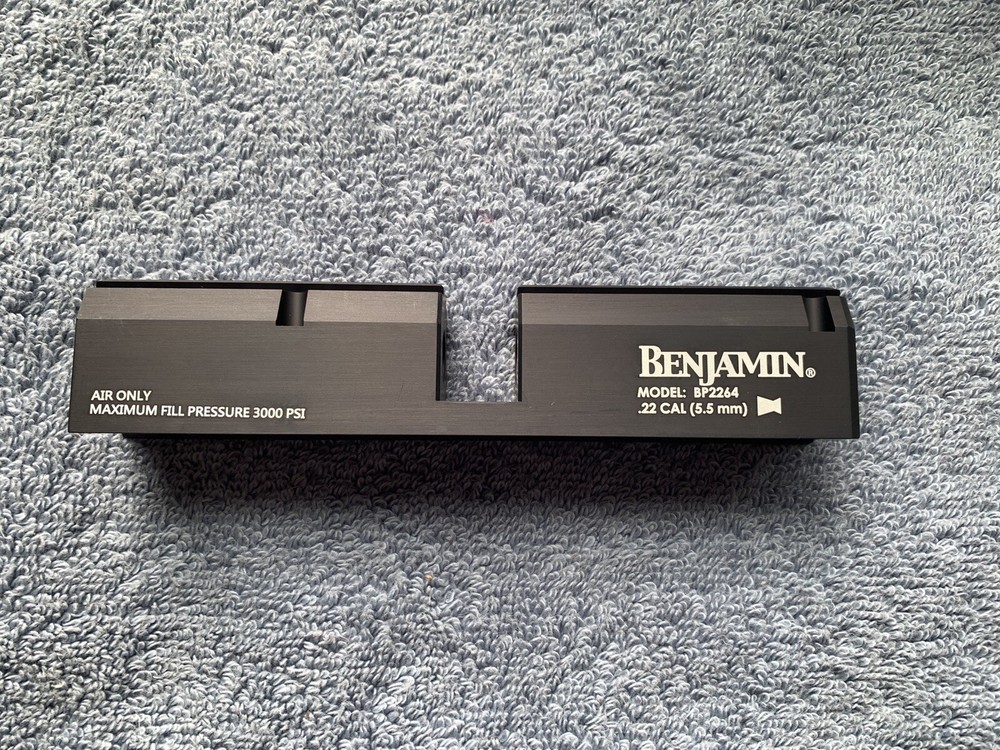 AIR ONLY
MAXIMUM FILL PRESSURE 3000 PSI
BENJAMIN®
MODEL: BP2264
.22 CAL (5.5 mm)